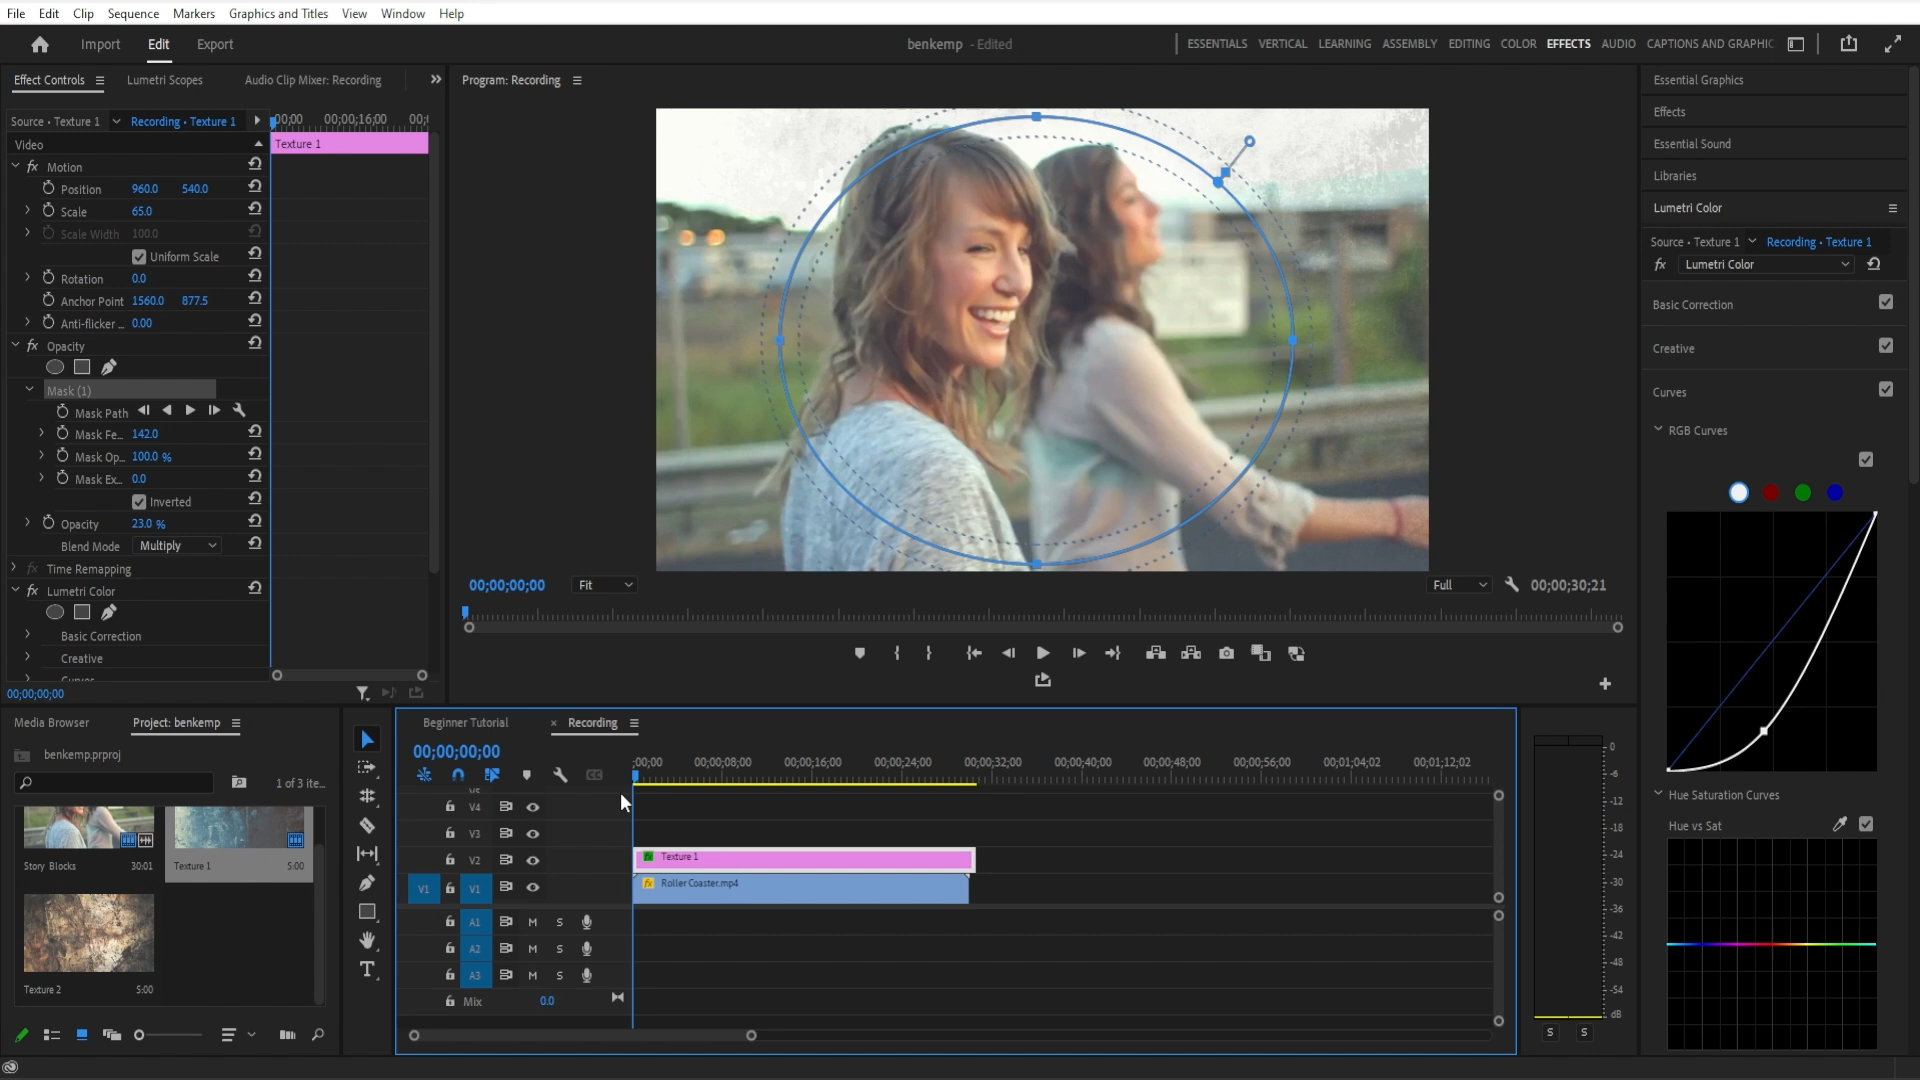 File Edit Clip Sequence Markers Graphics and Titles View Window Help
Import Edit Export
benkemp - Edited
ESSENTIALS VERTICAL LEARNING ASSEMBLY EDITING COLOR EFFECTS AUDIO CAPTIONS AND GRAPHIC
Effect Controls Lumetri Scopes Audio Clip Mixer: Recording
Source • Texture 1 Recording • Texture 1
:00;00 00;00;16;00 00;
Video
Texture 1
fx Motion
Position 960.0 540.0
Scale 65.0
Scale Width 100.0
Uniform Scale
Rotation 0.0
Anchor Point 1560.0 877.5
Anti-flicker ... 0.00
fx Opacity
Mask (1)
Mask Path
Mask Fe... 142.0
Mask Op... 100.0 %
Mask Ex... 0.0
Inverted
Opacity 23.0 %
Blend Mode Multiply
fx Time Remapping
fx Lumetri Color
Basic Correction
Creative
Curves
00;00;00;00
Program: Recording
00;00;00;00 Fit Full 00;00;30;21
Essential Graphics
Effects
Essential Sound
Libraries
Lumetri Color
Source • Texture 1 Recording • Texture 1
fx Lumetri Color
Basic Correction
Creative
Curves
RGB Curves
Hue Saturation Curves
Hue vs Sat
Media Browser Project: benkemp
benkemp.prproj
1 of 3 ite...
Story Blocks 30:01
Texture 1 5:00
Texture 2 5:00
Beginner Tutorial × Recording
00;00;00;00
:00;00 00;00;08;00 00;00;16;00 00;00;24;00 00;00;32;00 00;00;40;00 00;00;48;00 00;00;56;00 00;01;04;02 00;01;12;02
V5
V4
V3
V2 fx Texture 1
V1 V1 fx Roller Coaster.mp4
A1 M S
A2 M S
A3 M S
Mix 0.0
0
-6
-12
-18
-24
-30
-36
-42
-48
-54
dB
S S